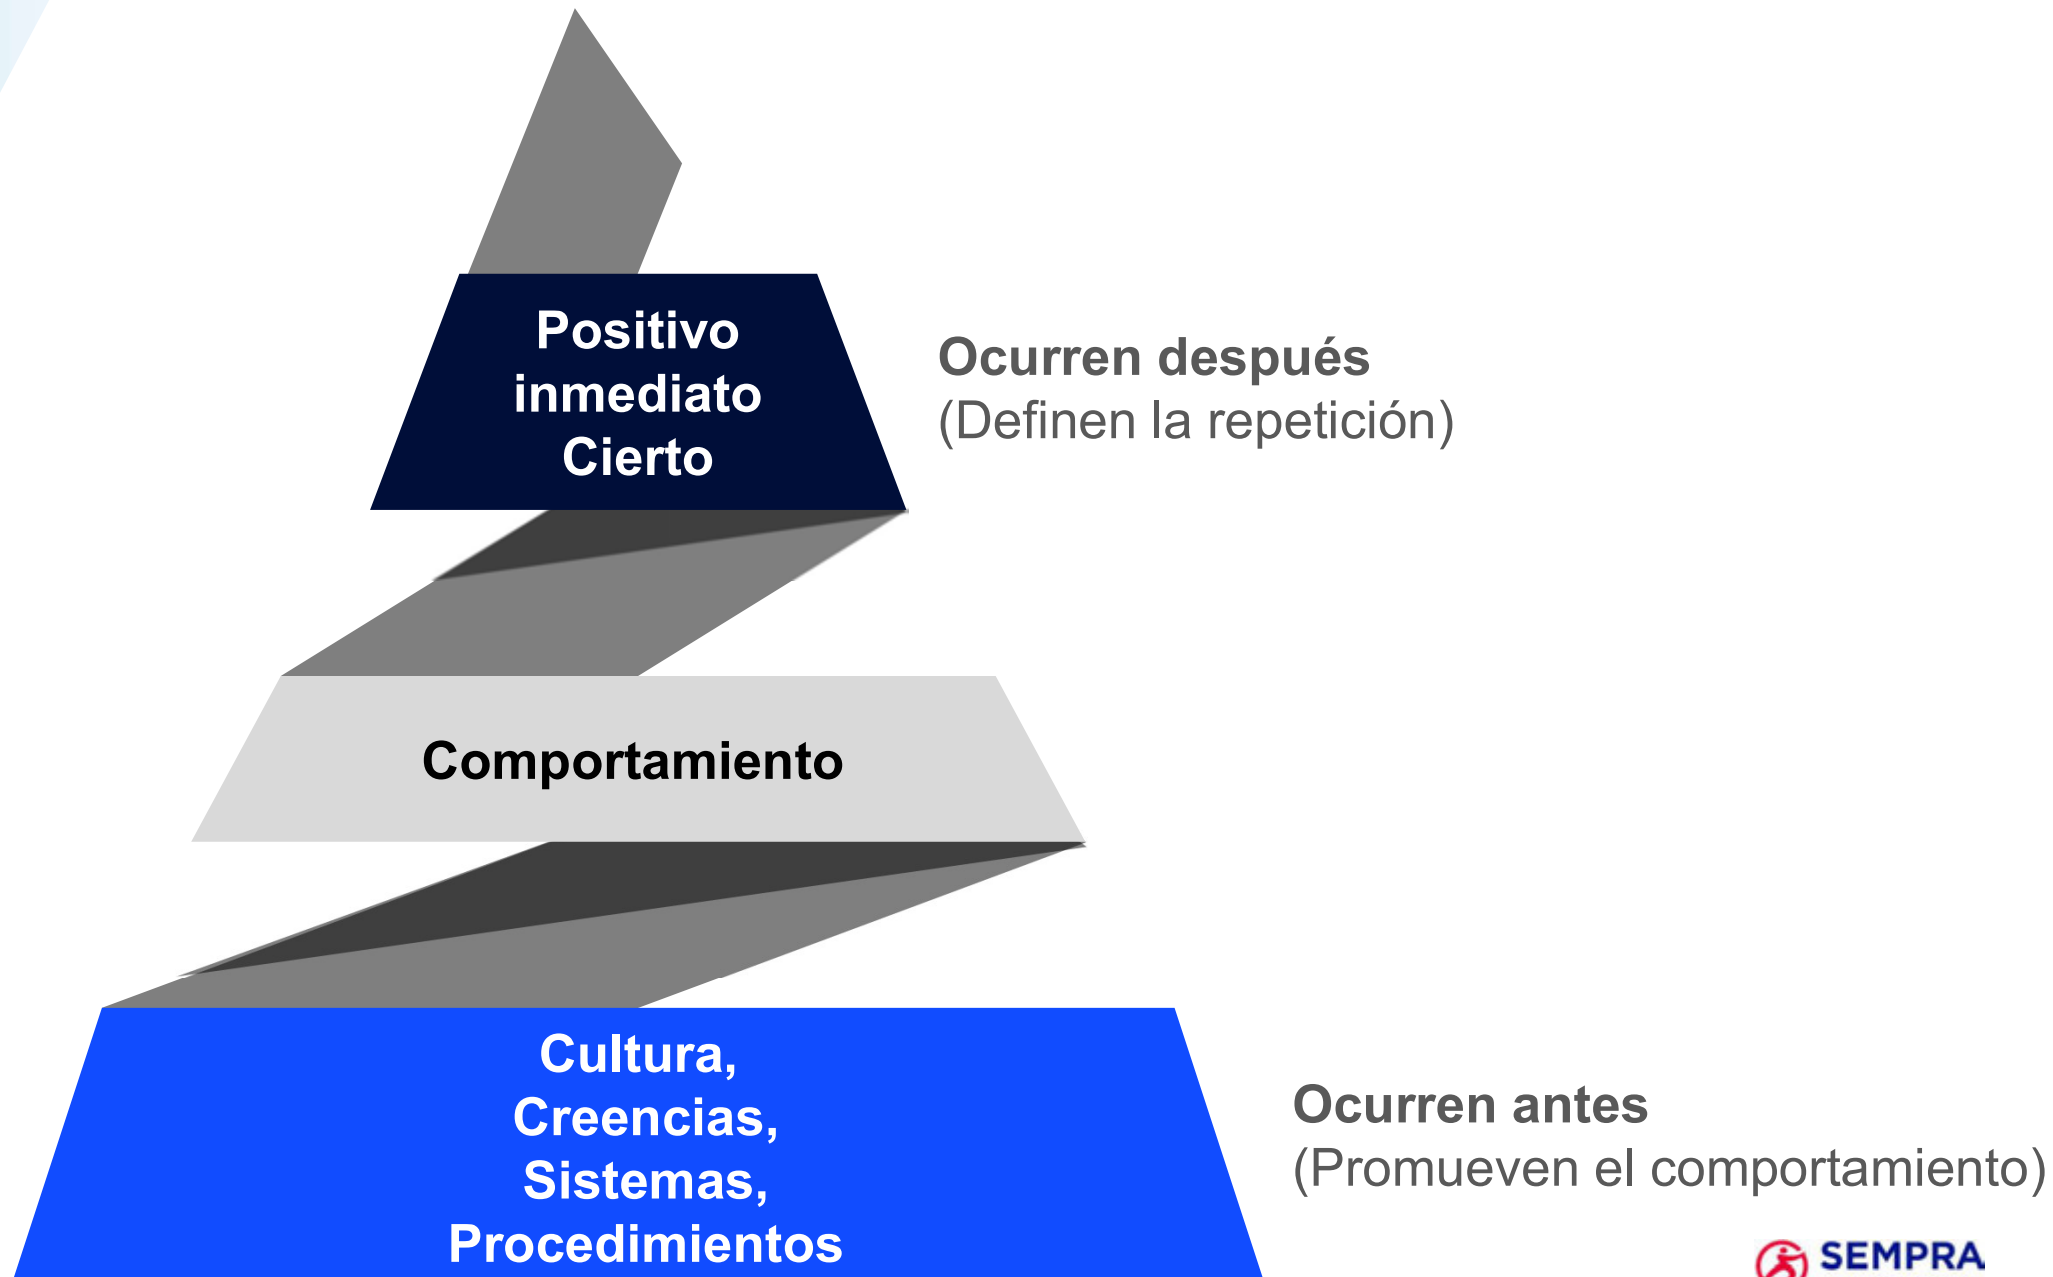 Positivo
inmediato
Cierto
Ocurren después
(Definen la repetición)
Comportamiento
Cultura,
Creencias,
Sistemas,
Procedimientos
Ocurren antes
(Promueven el comportamiento)
SEMPRA